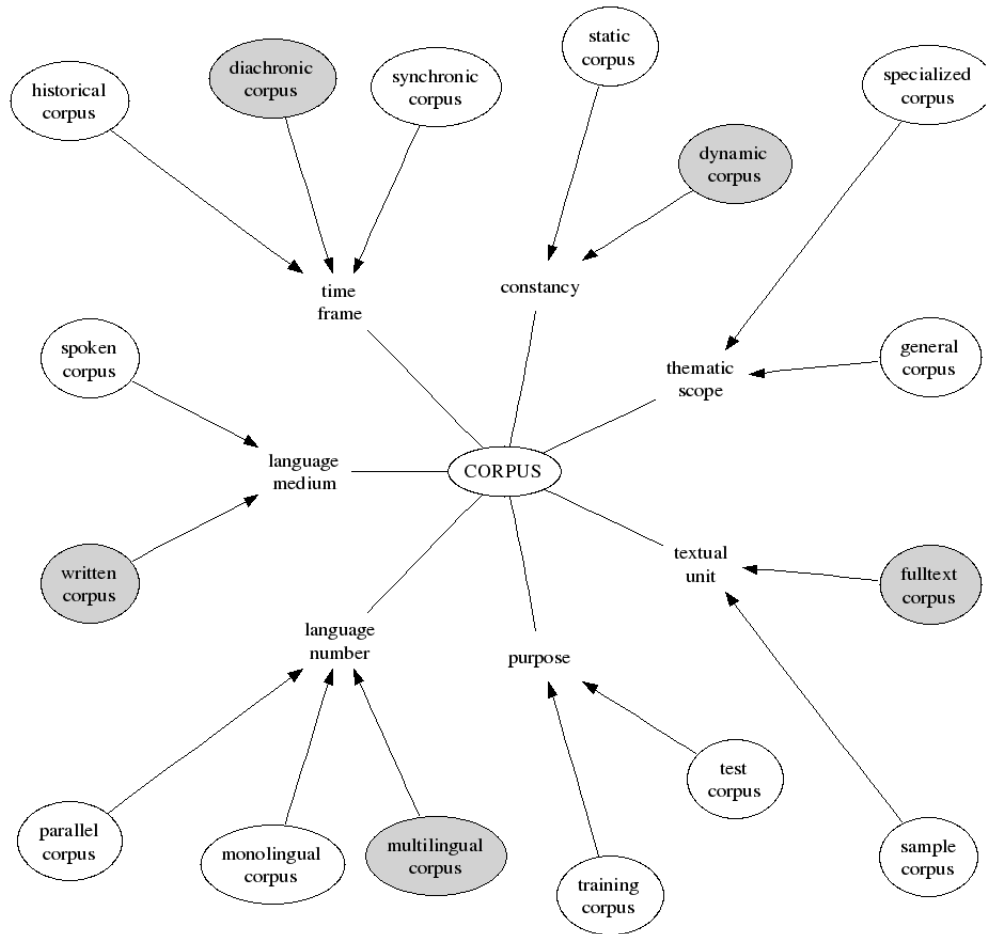 static
corpus
diachronic
corpus
synchronic
corpus
specialized
corpus
historical
corpus
dynamic
corpus
time
frame
constancy
spoken
corpus
general
corpus
thematic
scope
language
medium
CORPUS
written
corpus
textual
unit
fulltext
corpus
language
number
purpose
test
corpus
parallel
corpus
monolingual
corpus
multilingual
corpus
training
corpus
sample
corpus